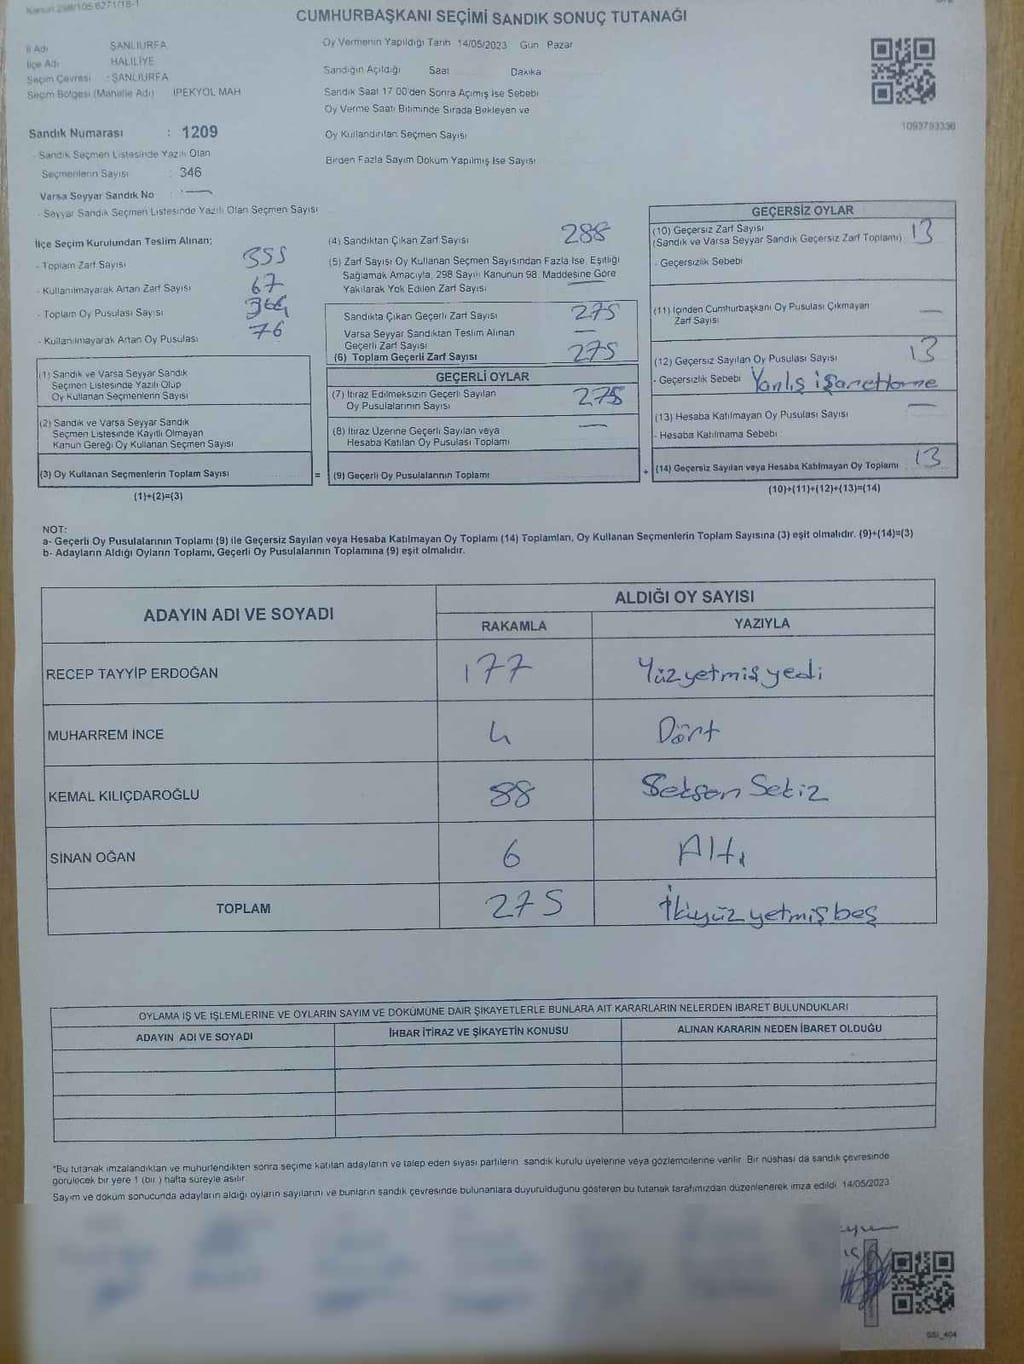 CUMHURBAŞKANI SEÇİMİ SANDIK SONUÇ TUTANAĞI
İl Adı ŞANLIURFA
İlçe Adı HALİLİYE
Seçim Çevresi : ŞANLIURFA
Seçim Bölgesi (Mahalle Adı) İPEKYOL MAH
Oy Vermenin Yapıldığı Tarih 14/05/2023 Gün Pazar
Sandığın Açıldığı Saat Dakika
Sandık Saat 17 00'den Sonra Açımış İse Sebebi
Oy Verme Saati Bitiminde Sırada Bekleyen ve
Oy Kullandırılan Seçmen Sayısı
Birden Fazla Sayım Döküm Yapılmış İse Sayısı
1093793336
Sandık Numarası : 1209
- Sandık Seçmen Listesinde Yazılı Olan
Seçmenlerin Sayısı : 346
Varsa Seyyar Sandık No : —
- Seyyar Sandık Seçmen Listesinde Yazılı Olan Seçmen Sayısı
İlçe Seçim Kurulundan Teslim Alınan;
- Toplam Zarf Sayısı 355
- Kullanılmayarak Artan Zarf Sayısı 67
- Toplam Oy Pusulası Sayısı
- Kullanılmayarak Artan Oy Pusulası 76
(1) Sandık ve Varsa Seyyar Sandık
Seçmen Listesinde Yazılı Olup
Oy Kullanan Seçmenlerin Sayısı
(2) Sandık ve Varsa Seyyar Sandık
Seçmen Listesinde Kayıtlı Olmayan
Kanun Gereği Oy Kullanan Seçmen Sayısı
(3) Oy Kullanan Seçmenlerin Toplam Sayısı
(1)+(2)=(3)
(4) Sandıktan Çıkan Zarf Sayısı 288
(5) Zarf Sayısı Oy Kullanan Seçmen Sayısından Fazla İse, Eşitliği
Sağlamak Amacıyla, 298 Sayılı Kanunun 98. Maddesine Göre
Yakılarak Yok Edilen Zarf Sayısı —
Sandıkta Çıkan Geçerli Zarf Sayısı 275
Varsa Seyyar Sandıktan Teslim Alınan
Geçerli Zarf Sayısı —
(6) Toplam Geçerli Zarf Sayısı 275
GEÇERLİ OYLAR
(7) İtiraz Edilmeksizin Geçerli Sayılan
Oy Pusulalarının Sayısı 275
(8) İtiraz Üzerine Geçerli Sayılan veya
Hesaba Katılan Oy Pusulası Toplamı —
= (9) Geçerli Oy Pusulalarının Toplamı
GEÇERSİZ OYLAR
(10) Geçersiz Zarf Sayısı 13
(Sandık ve Varsa Seyyar Sandık Geçersiz Zarf Toplamı)
- Geçersizlik Sebebi
(11) İçinden Cumhurbaşkanı Oy Pusulası Çıkmayan
Zarf Sayısı —
(12) Geçersiz Sayılan Oy Pusulası Sayısı 13
- Geçersizlik Sebebi Yanlış işaretleme
(13) Hesaba Katılmayan Oy Pusulası Sayısı —
- Hesaba Katılmama Sebebi
+ (14) Geçersiz Sayılan veya Hesaba Katılmayan Oy Toplamı 13
(10)+(11)+(12)+(13)=(14)
NOT:
a- Geçerli Oy Pusulalarının Toplamı (9) ile Geçersiz Sayılan veya Hesaba Katılmayan Oy Toplamı (14) Toplamları, Oy Kullanan Seçmenlerin Toplam Sayısına (3) eşit olmalıdır. (9)+(14)=(3)
b- Adayların Aldığı Oyların Toplamı, Geçerli Oy Pusulalarının Toplamına (9) eşit olmalıdır.
ADAYIN ADI VE SOYADI ALDIĞI OY SAYISI
RAKAMLA YAZIYLA
RECEP TAYYİP ERDOĞAN 177 Yüzyetmişyedi
MUHARREM İNCE 4 Dört
KEMAL KILIÇDAROĞLU 88 Seksen Sekiz
SİNAN OĞAN 6 Altı
TOPLAM 275 İkiyüzyetmişbeş
OYLAMA İŞ VE İŞLEMLERİNE VE OYLARIN SAYIM VE DÖKÜMÜNE DAİR ŞİKAYETLERLE BUNLARA AİT KARARLARIN NELERDEN İBARET BULUNDUKLARI
ADAYIN ADI VE SOYADI İHBAR İTİRAZ VE ŞİKAYETİN KONUSU ALINAN KARARIN NEDEN İBARET OLDUĞU
*Bu tutanak imzalandıktan ve mühürlendikten sonra seçime katılan adayların ve talep eden siyasi partilerin sandık kurulu üyelerine veya gözlemcilerine verilir. Bir nüshası da sandık çevresinde
görülecek bir yere 1 (bir ) hafta süreyle asılır
Sayım ve döküm sonucunda adayların aldığı oyların sayılarını ve bunların sandık çevresinde bulunanlara duyurulduğunu gösteren bu tutanak tarafımızdan düzenlenerek imza edildi. 14/05/2023